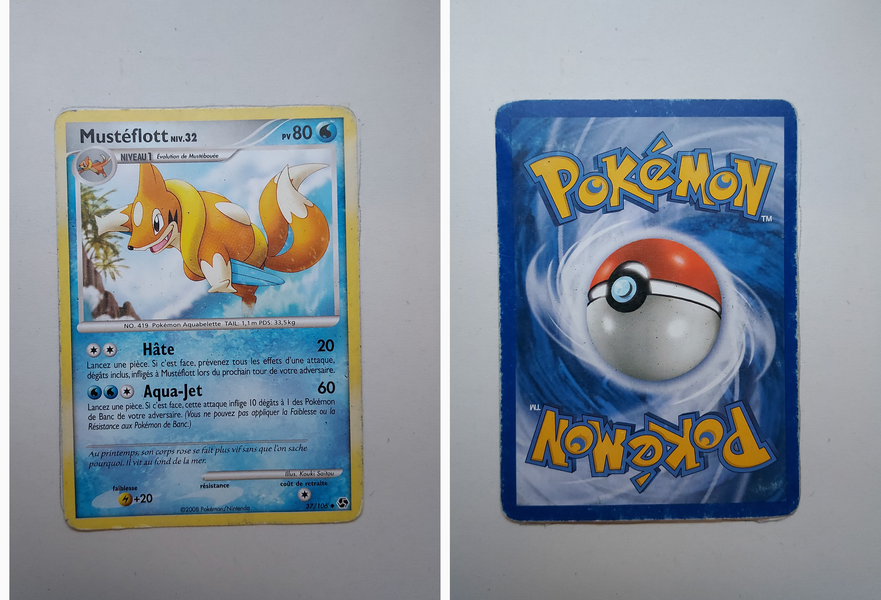 Mustéflott NIV.32
PV 80
NIVEAU 1 Évolution de Mustébouée
NO. 419 Pokémon Aquabelette TAIL: 1,1 m PDS: 33,5 kg
Hâte 20
Lancez une pièce. Si c'est face, prévenez tous les effets d'une attaque,
dégâts inclus, infligés à Mustéflott lors du prochain tour de votre adversaire.
Aqua-Jet 60
Lancez une pièce. Si c'est face, cette attaque inflige 10 dégâts à 1 des Pokémon
de Banc de votre adversaire. (Vous ne pouvez pas appliquer la Faiblesse ou la
Résistance aux Pokémon de Banc.)
Au printemps, son corps rose se fait plus vif sans que l'on sache
pourquoi. Il vit au fond de la mer.
Illus. Kouki Saitou
faiblesse résistance coût de retraite
+20
©2008 Pokémon/Nintendo
37/106
POKéMON
TM
POKéMON
TM